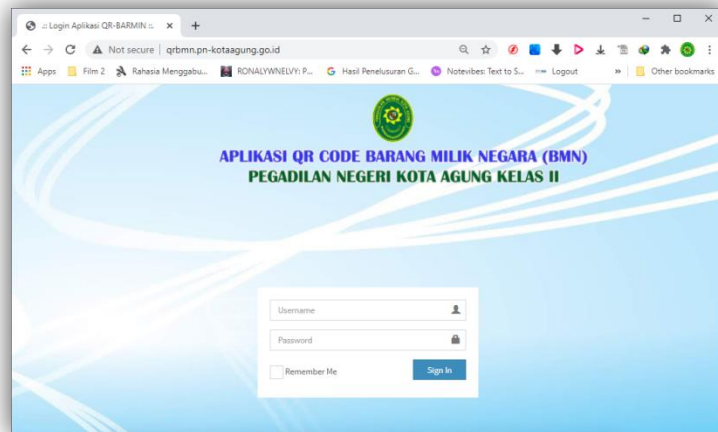 .:: Login Aplikasi QR-BARMIN ::.
Not secure | qrbmn.pn-kotaagung.go.id
Apps Film 2 Rahasia Menggabu... RONALYWNELVY: P... Hasil Penelusuran G... Notevibes: Text to S... Logout » Other bookmarks
APLIKASI QR CODE BARANG MILIK NEGARA (BMN)
PEGADILAN NEGERI KOTA AGUNG KELAS II
Username
Password
Remember Me Sign In